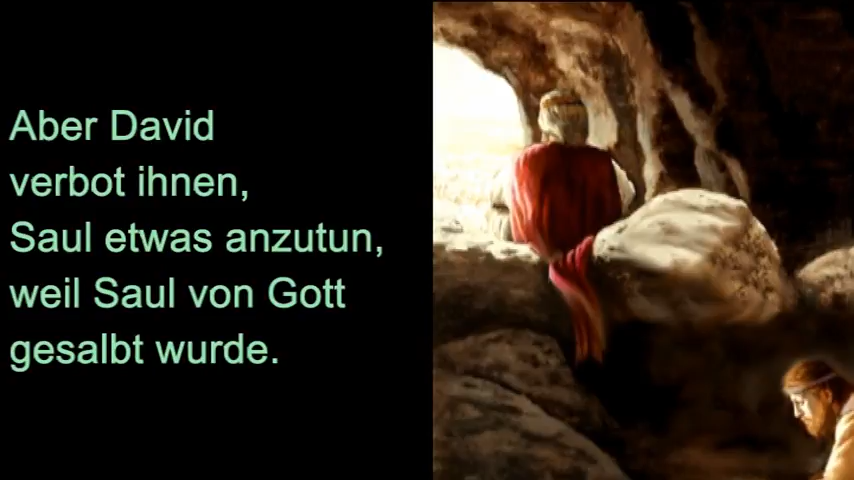 Aber David
verbot ihnen,
Saul etwas anzutun,
weil Saul von Gott
gesalbt wurde.